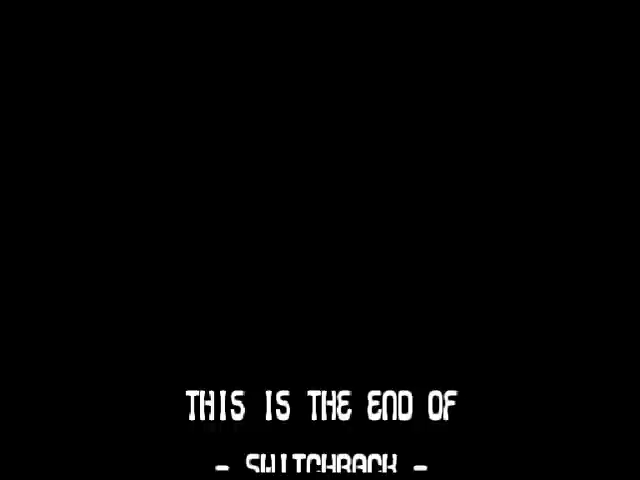 THIS IS THE END OF
- SWITCHBACK -